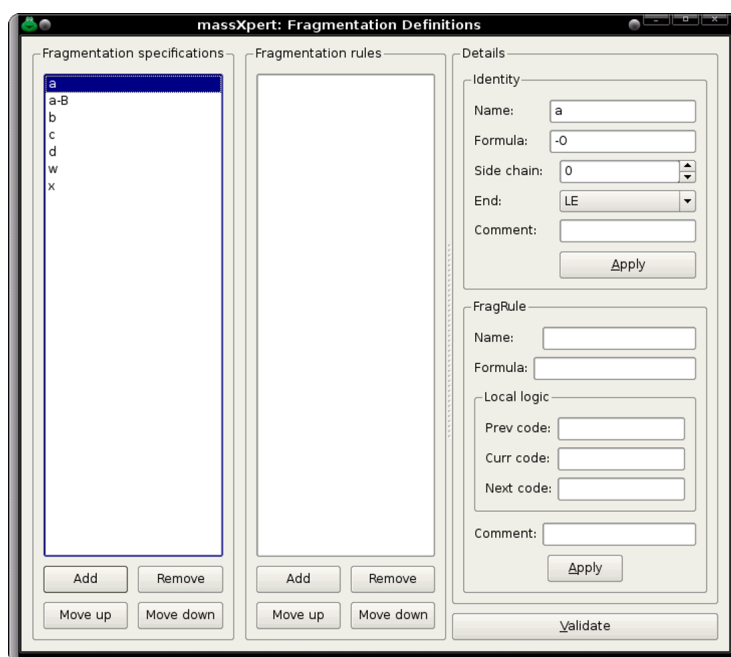 massXpert: Fragmentation Definitions
Fragmentation specifications
a
a-B
b
c
d
w
x
Add
Remove
Move up
Move down
Fragmentation rules
Add
Remove
Move up
Move down
Details
Identity
Name: a
Formula: -O
Side chain: 0
End: LE
Comment:
Apply
FragRule
Name:
Formula:
Local logic
Prev code:
Curr code:
Next code:
Comment:
Apply
Validate